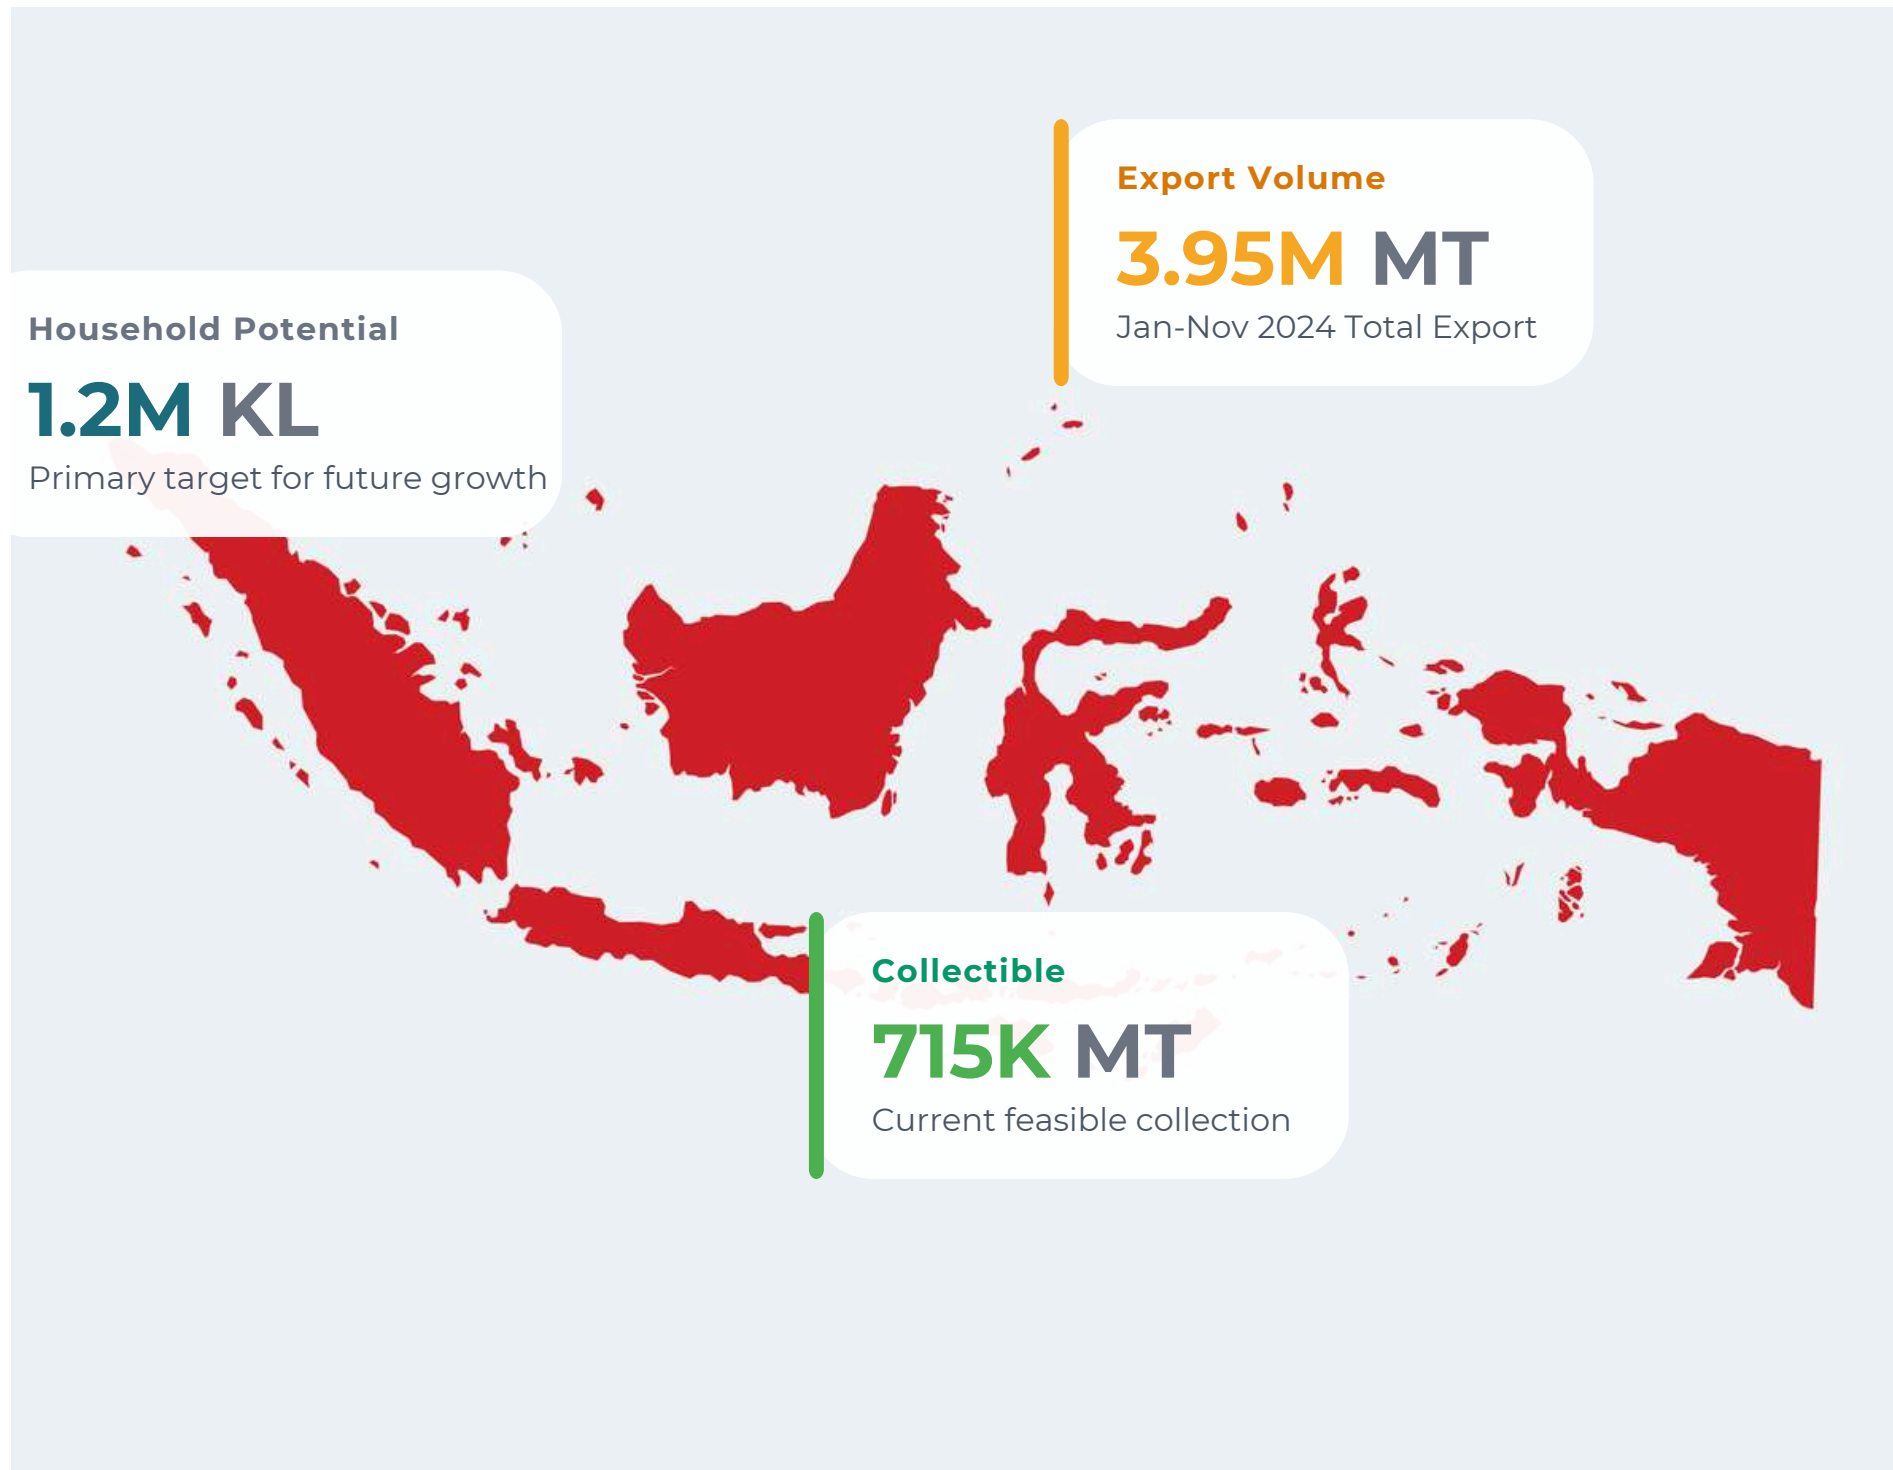 Export Volume
3.95M MT
Jan-Nov 2024 Total Export
Household Potential
1.2M KL
Primary target for future growth
Collectible
715K MT
Current feasible collection